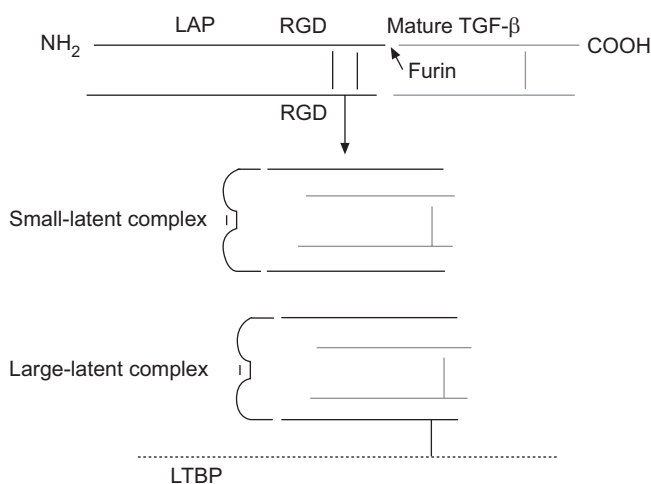 LAP RGD Mature TGF-β
NH2 COOH
Furin
RGD
Small-latent complex
Large-latent complex
LTBP